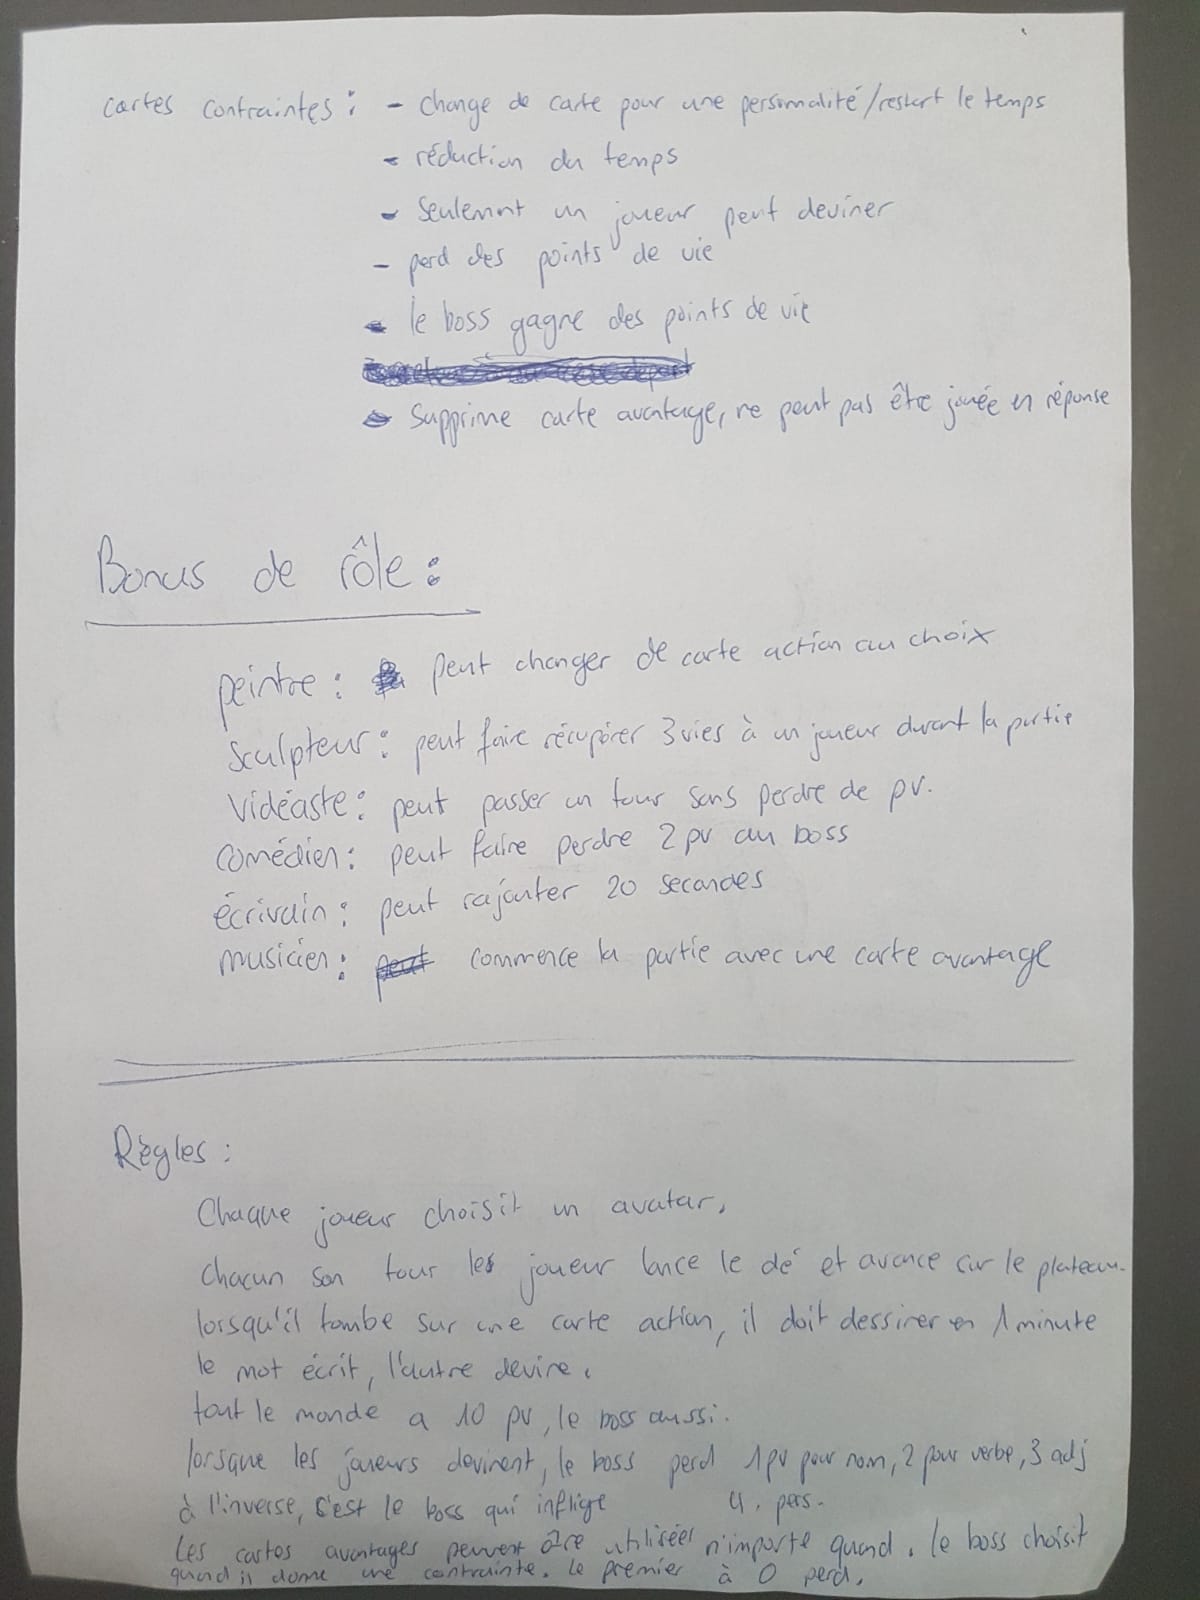 cartes contraintes : - change de carte pour une personnalité/restart le temps
- réduction du temps
- Seulement un joueur peut deviner
- perd des points de vie
- le boss gagne des points de vie
- Supprime carte avantage, ne peut pas être jouée en réponse
Bonus de rôle :
peintre : peut changer de carte action au choix
Sculpteur : peut faire récupérer 3 vies à un joueur durant la partie
Vidéaste : peut passer un tour sans perdre de pv.
Comédien : peut faire perdre 2 pv au boss
écrivain : peut rajouter 20 secondes
musicien : peut commence la partie avec une carte avantage
Règles :
Chaque joueur choisit un avatar.
Chacun son tour les joueur lance le dé et avance sur le plateau.
lorsqu'il tombe sur une carte action, il doit dessiner en 1 minute
le mot écrit, l'autre devine.
tout le monde a 10 pv, le boss aussi.
lorsque les joueurs devinent, le boss perd 1pv pour nom, 2 pour verbe, 3 adj
à l'inverse, c'est le boss qui inflige 4. pers.
Les cartes avantages peuvent être utilisées n'importe quand. le boss choisit
quand il donne une contrainte. Le premier à 0 perd.